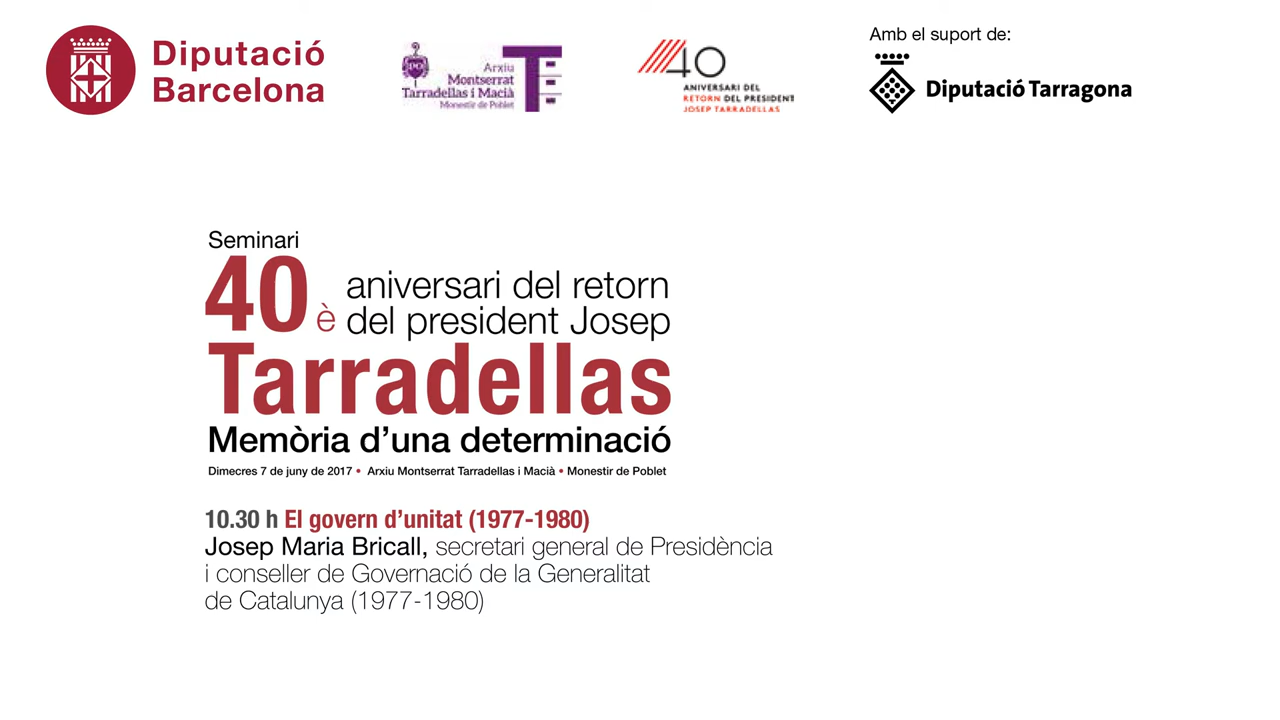 Diputació
Barcelona
Arxiu
Montserrat
Tarradellas i Macià
Monestir de Poblet
40
ANIVERSARI DEL
RETORN DEL PRESIDENT
JOSEP TARRADELLAS
Amb el suport de:
Diputació Tarragona
Seminari
40è aniversari del retorn
del president Josep
Tarradellas
Memòria d'una determinació
Dimecres 7 de juny de 2017 • Arxiu Montserrat Tarradellas i Macià • Monestir de Poblet
10.30 h El govern d'unitat (1977-1980)
Josep Maria Bricall, secretari general de Presidència
i conseller de Governació de la Generalitat
de Catalunya (1977-1980)